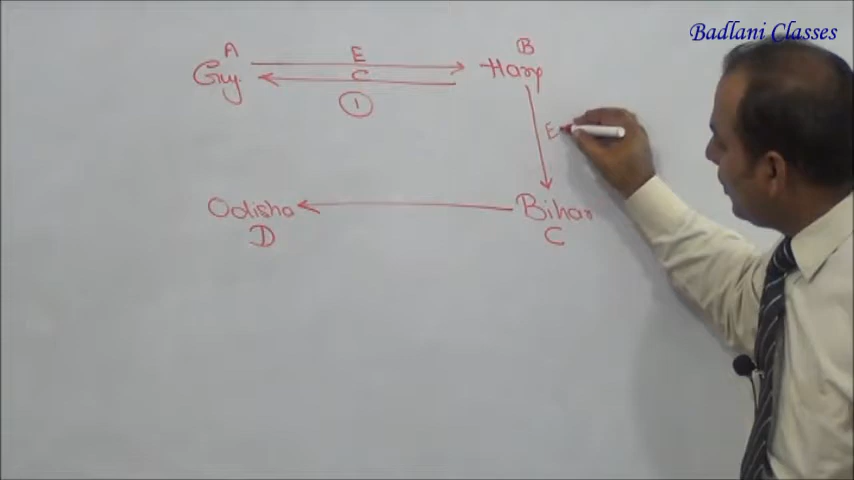 Badlani Classes
A E B
Guj. C Hary
1
E
Odisha Bihar
D C